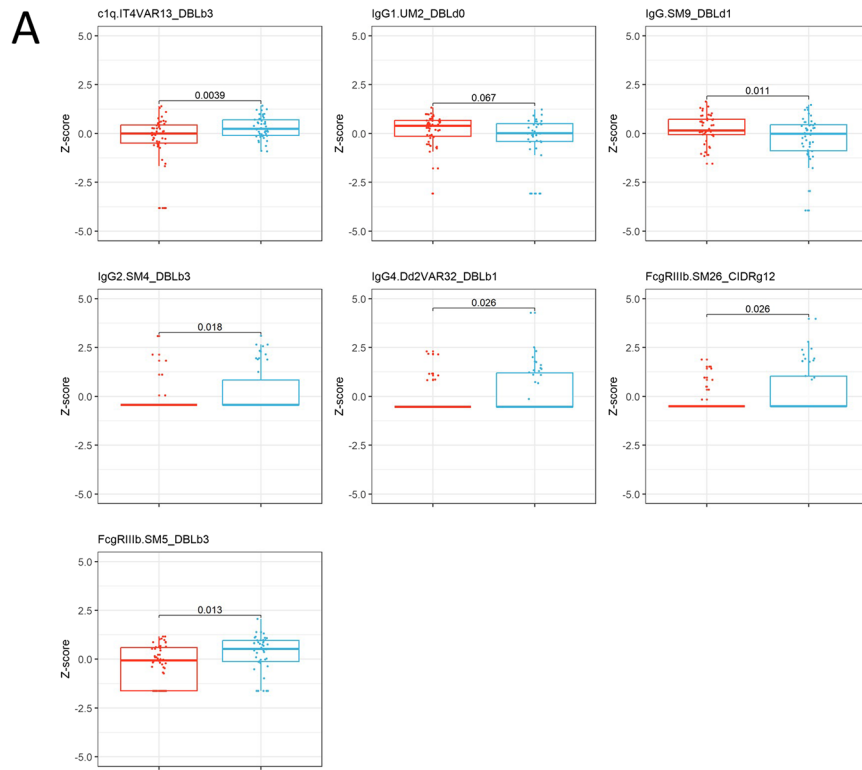 A
c1q.IT4VAR13_DBLb3
IgG1.UM2_DBLd0
IgG.SM9_DBLd1
5.0
2.5
0.0
-2.5
-5.0
Z-score
0.0039
5.0
2.5
0.0
-2.5
-5.0
Z-score
0.067
5.0
2.5
0.0
-2.5
-5.0
Z-score
0.011
IgG2.SM4_DBLb3
IgG4.Dd2VAR32_DBLb1
FcgRIIIb.SM26_CIDRg12
5.0
2.5
0.0
-2.5
-5.0
Z-score
0.018
5.0
2.5
0.0
-2.5
-5.0
Z-score
0.026
5.0
2.5
0.0
-2.5
-5.0
Z-score
0.026
FcgRIIIb.SM5_DBLb3
5.0
2.5
0.0
-2.5
-5.0
Z-score
0.013